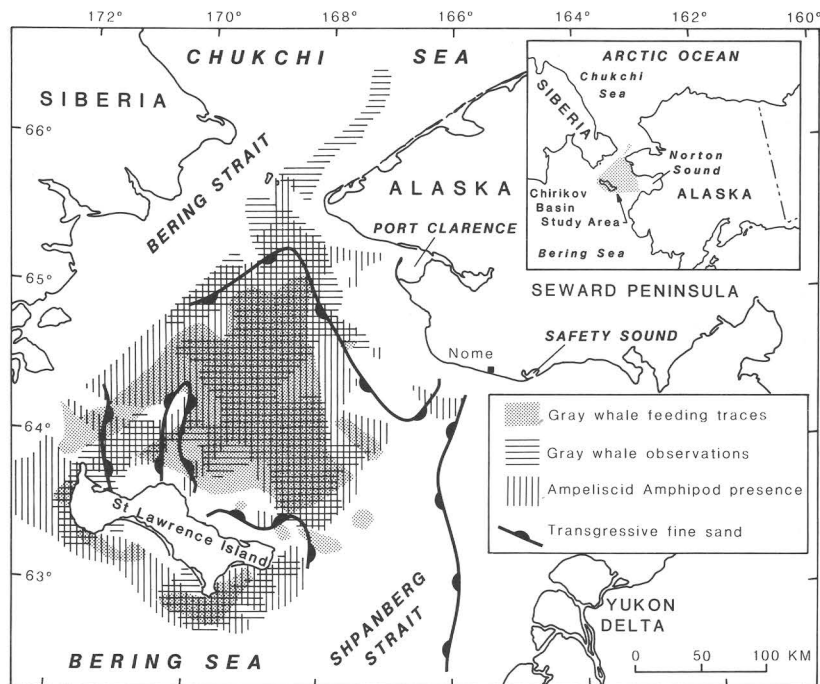 172° 170° 168° 166° 164° 162° 160°
CHUKCHI SEA
SIBERIA
66°
BERING STRAIT
ALASKA
PORT CLARENCE
65°
SEWARD PENINSULA
SAFETY SOUND
Nome
64°
St Lawrence Island
63°
SHPANBERG
STRAIT
BERING SEA
YUKON
DELTA
0 50 100 KM
ARCTIC OCEAN
Chukchi
Sea
SIBERIA
Norton
Sound
ALASKA
Chirikov
Basin
Study Area
Bering Sea
Gray whale feeding traces
Gray whale observations
Ampeliscid Amphipod presence
Transgressive fine sand